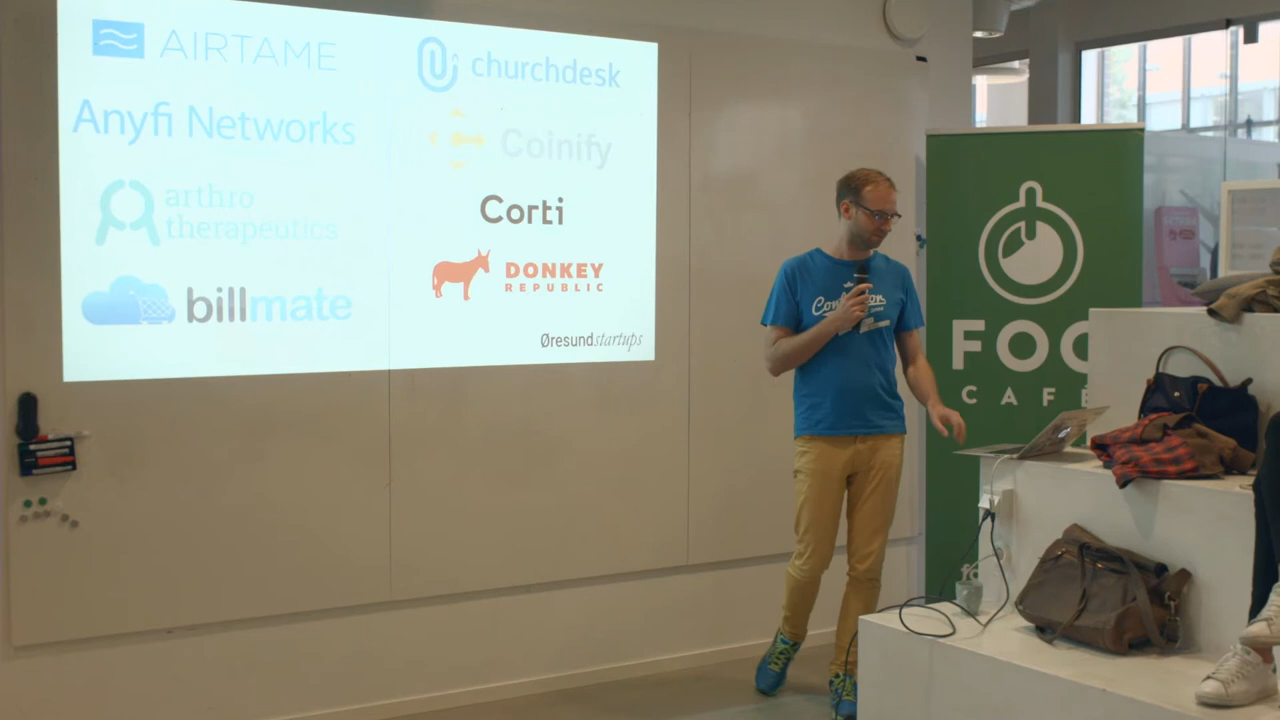 AIRTAME
churchdesk
Anyfi Networks
Coinify
arthro
therapeutics
Corti
billmate
DONKEY
REPUBLIC
Øresundstartups
FOO
CAFÉ